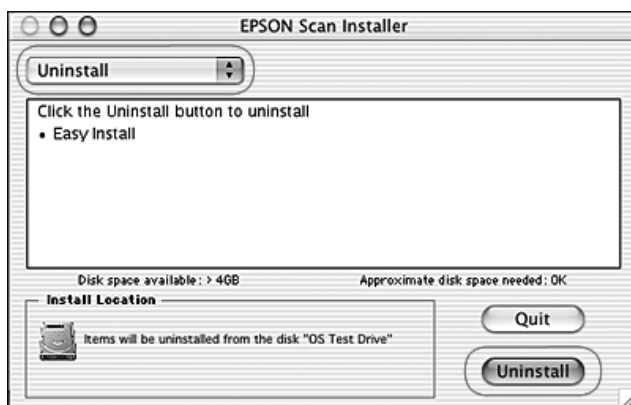 EPSON Scan Installer
Uninstall
Click the Uninstall button to uninstall
• Easy Install
Disk space available: > 4GB
Approximate disk space needed: 0K
Install Location
Items will be uninstalled from the disk "OS Test Drive"
Quit
Uninstall